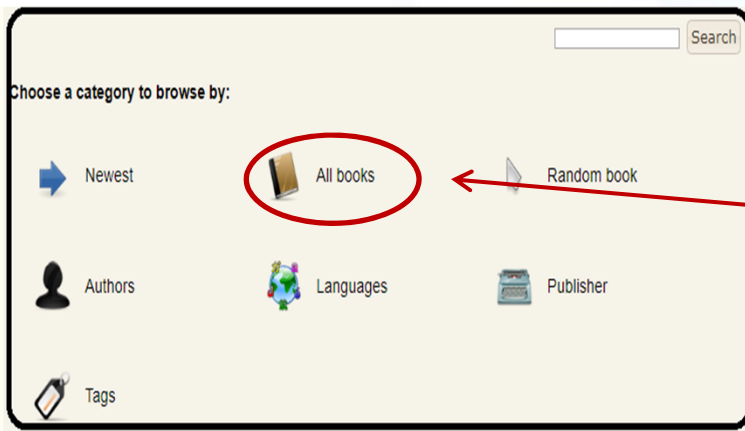 Search
Choose a category to browse by:
Newest
All books
Random book
Authors
Languages
Publisher
Tags